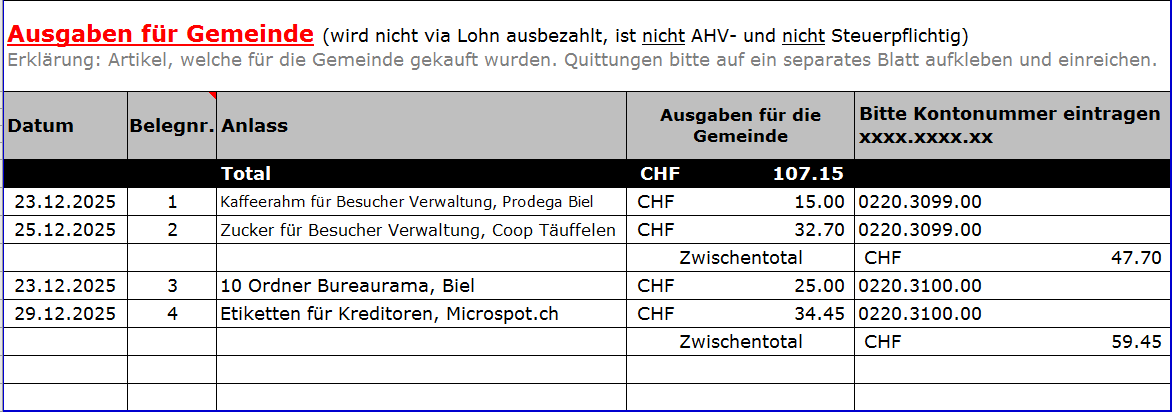 Ausgaben für Gemeinde (wird nicht via Lohn ausbezahlt, ist nicht AHV- und nicht Steuerpflichtig)
Erklärung: Artikel, welche für die Gemeinde gekauft wurden. Quittungen bitte auf ein separates Blatt aufkleben und einreichen.
Datum Belegnr. Anlass Ausgaben für die Gemeinde Bitte Kontonummer eintragen xxxx.xxxx.xx
Total CHF 107.15
23.12.2025 1 Kaffeerahm für Besucher Verwaltung, Prodega Biel CHF 15.00 0220.3099.00
25.12.2025 2 Zucker für Besucher Verwaltung, Coop Täuffelen CHF 32.70 0220.3099.00
Zwischentotal CHF 47.70
23.12.2025 3 10 Ordner Bureaurama, Biel CHF 25.00 0220.3100.00
29.12.2025 4 Etiketten für Kreditoren, Microspot.ch CHF 34.45 0220.3100.00
Zwischentotal CHF 59.45